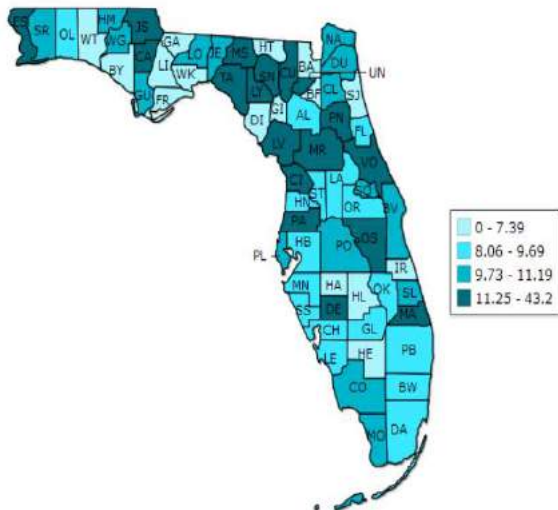 ES SR OL WT HM WG BY JS CA GU GA LI FR LO WK JE MS TA
HT SN LY CU BA UN BF NA DU CL SJ
DI GI AL PN FL
LV MR VO
CT ST LA
HN OR BV
PA
HB PO OS
PL
IR
MN HA HL OK SL
SS DE MA
CH GL
LE HE PB
CO BW
MO DA
0 - 7.39
8.06 - 9.69
9.73 - 11.19
11.25 - 43.2